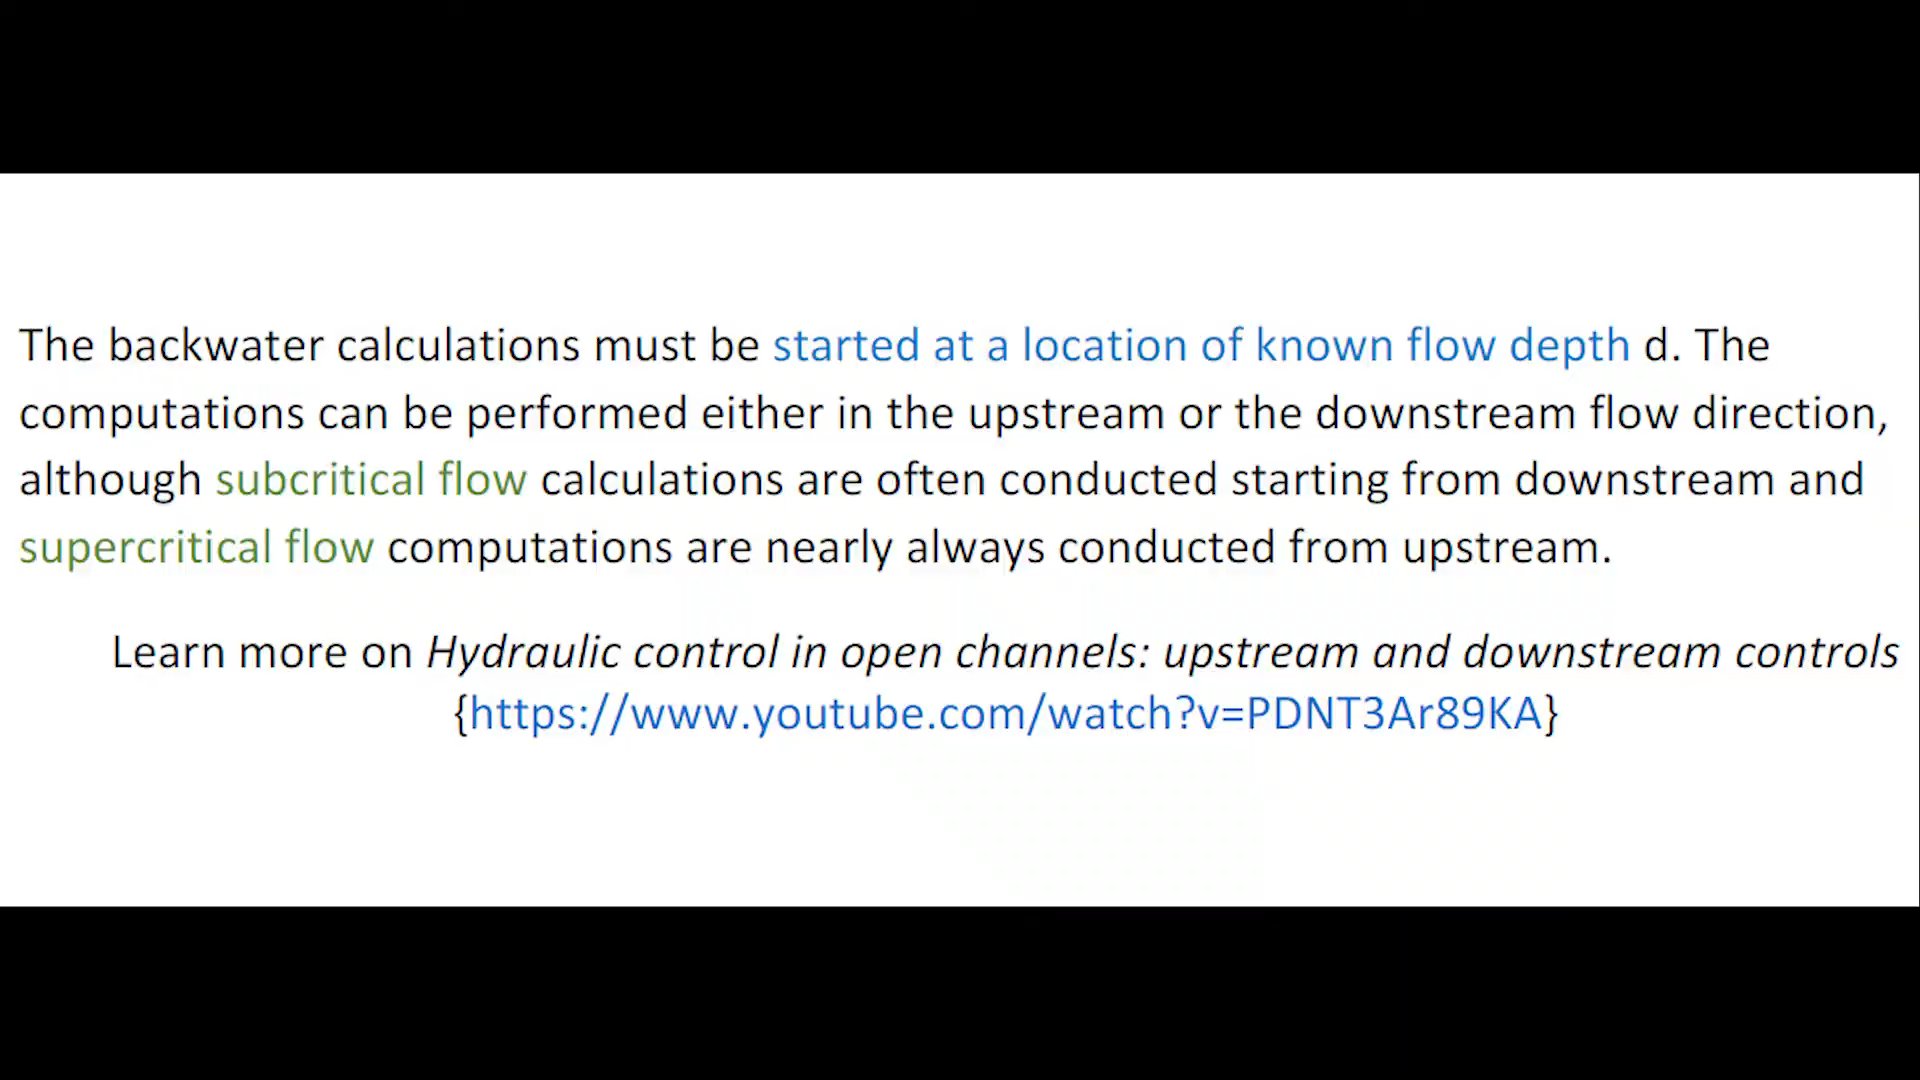 The backwater calculations must be started at a location of known flow depth d. The
computations can be performed either in the upstream or the downstream flow direction,
although subcritical flow calculations are often conducted starting from downstream and
supercritical flow computations are nearly always conducted from upstream.
Learn more on Hydraulic control in open channels: upstream and downstream controls
{https://www.youtube.com/watch?v=PDNT3Ar89KA}